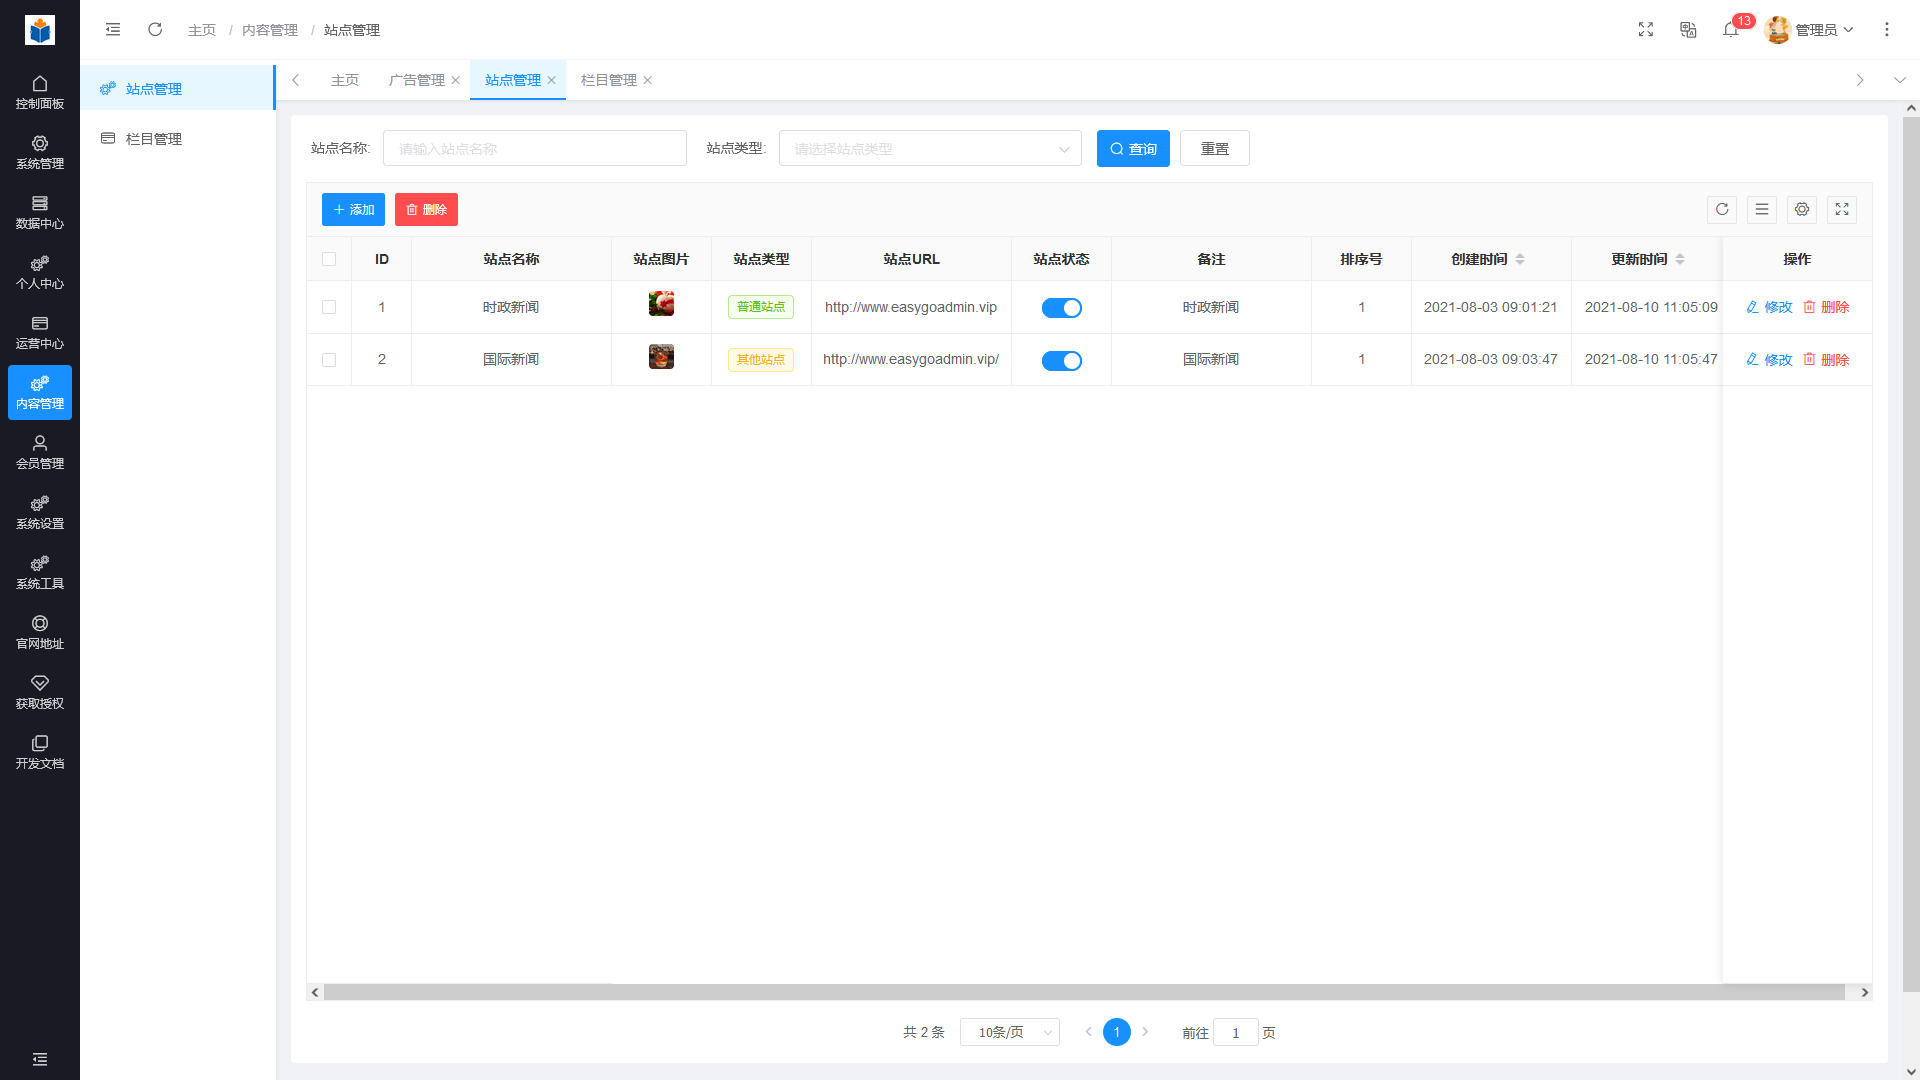 主页 / 内容管理 / 站点管理
13
管理员
控制面板
系统管理
数据中心
个人中心
运营中心
内容管理
会员管理
系统设置
系统工具
官网地址
获取授权
开发文档
站点管理
栏目管理
主页 广告管理 站点管理 栏目管理
站点名称: 请输入站点名称 站点类型: 请选择站点类型 查询 重置
添加 删除
ID 站点名称 站点图片 站点类型 站点URL 站点状态 备注 排序号 创建时间 更新时间 操作
1 时政新闻 普通站点 http://www.easygoadmin.vip 时政新闻 1 2021-08-03 09:01:21 2021-08-10 11:05:09 修改 删除
2 国际新闻 其他站点 http://www.easygoadmin.vip/ 国际新闻 1 2021-08-03 09:03:47 2021-08-10 11:05:47 修改 删除
共 2 条 10条/页 1 前往 1 页